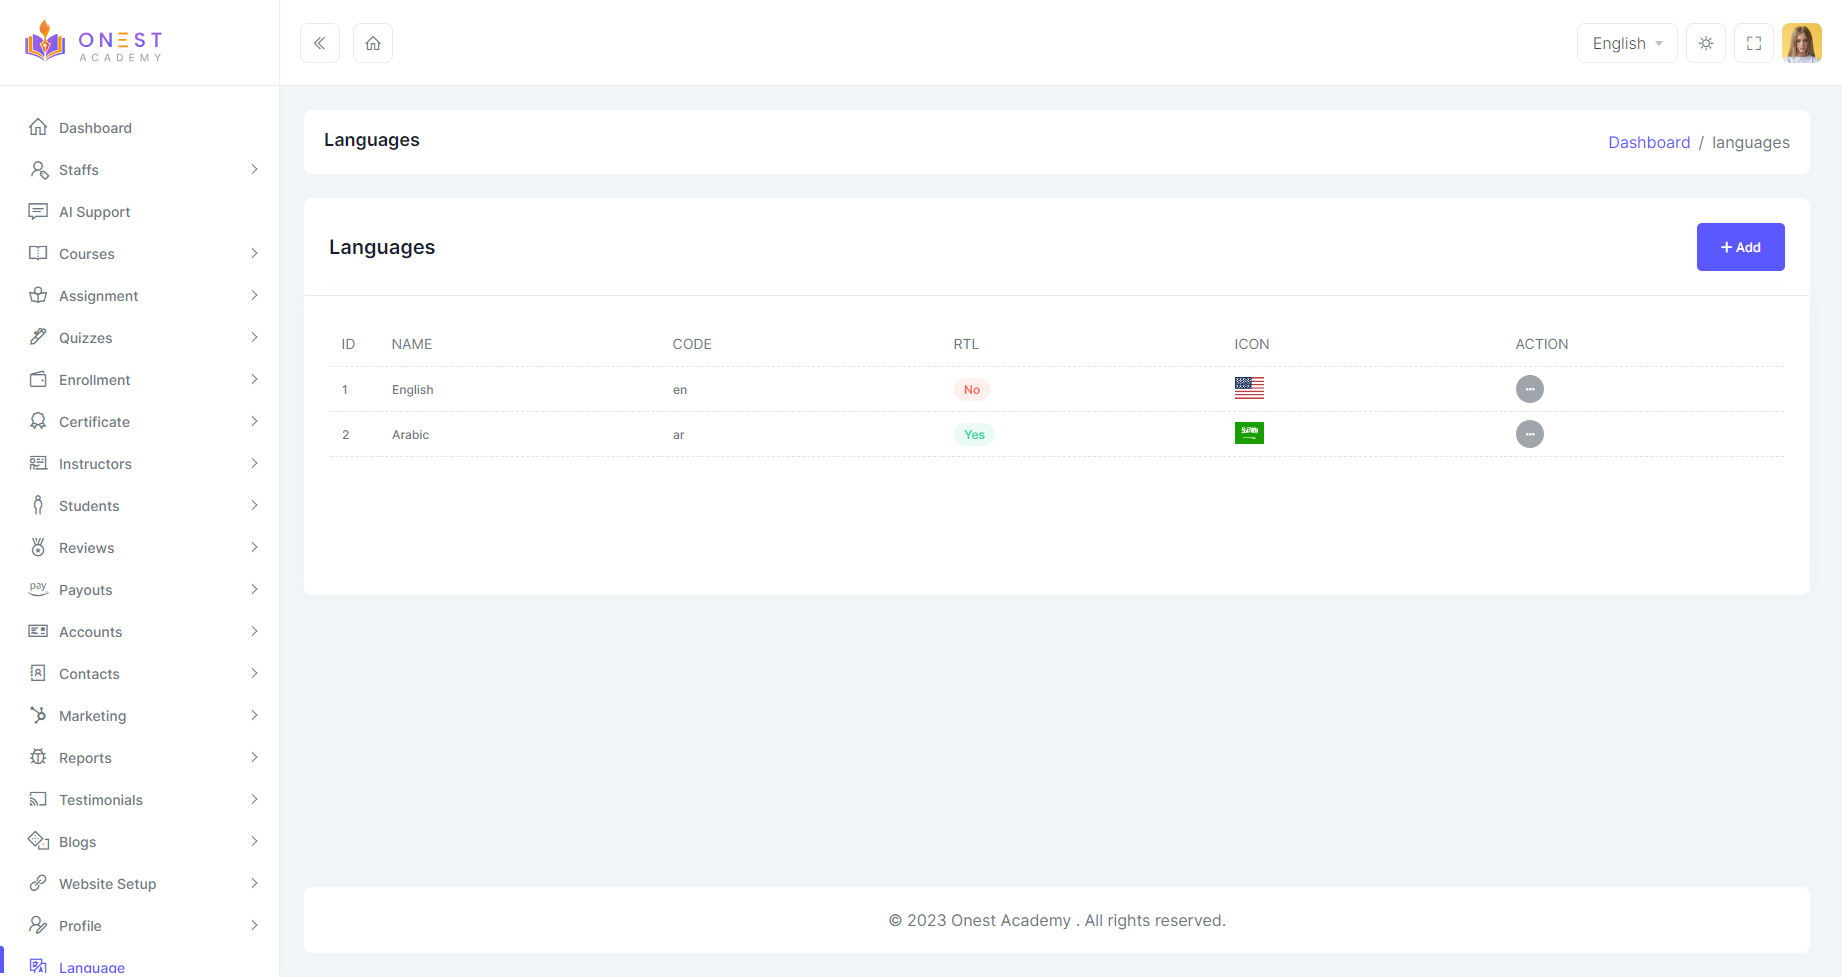 ONEST
ACADEMY
English
Dashboard
Staffs
AI Support
Courses
Assignment
Quizzes
Enrollment
Certificate
Instructors
Students
Reviews
pay
Payouts
Accounts
Contacts
Marketing
Reports
Testimonials
Blogs
Website Setup
Profile
Language
Languages
Dashboard / languages
Languages
+ Add
ID NAME CODE RTL ICON ACTION
1 English en No
2 Arabic ar Yes
© 2023 Onest Academy . All rights reserved.